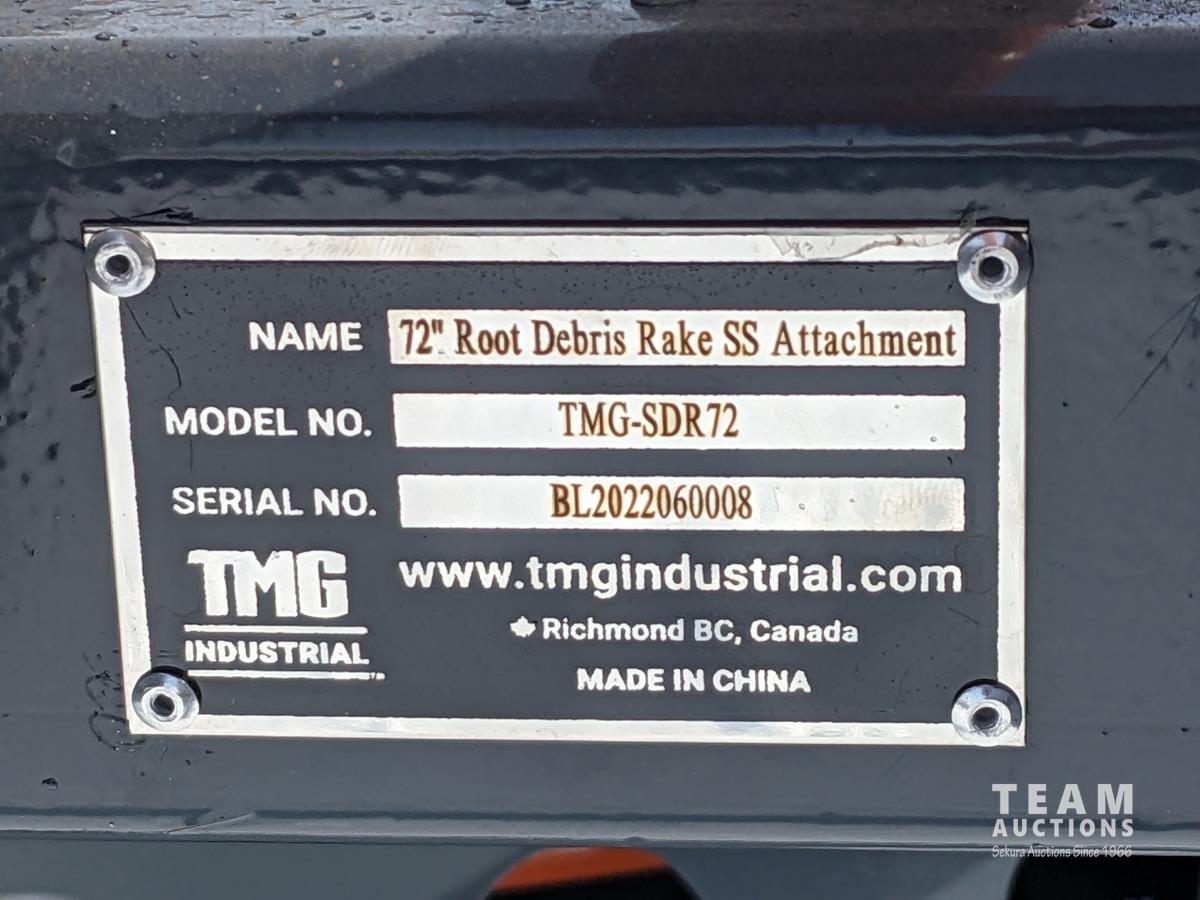 NAME 72" Root Debris Rake SS Attachment
MODEL NO. TMG-SDR72
SERIAL NO. BL2022060008
TMG
INDUSTRIAL™
www.tmgindustrial.com
Richmond BC, Canada
MADE IN CHINA
TEAM
AUCTIONS
Sekura Auctions Since 1966